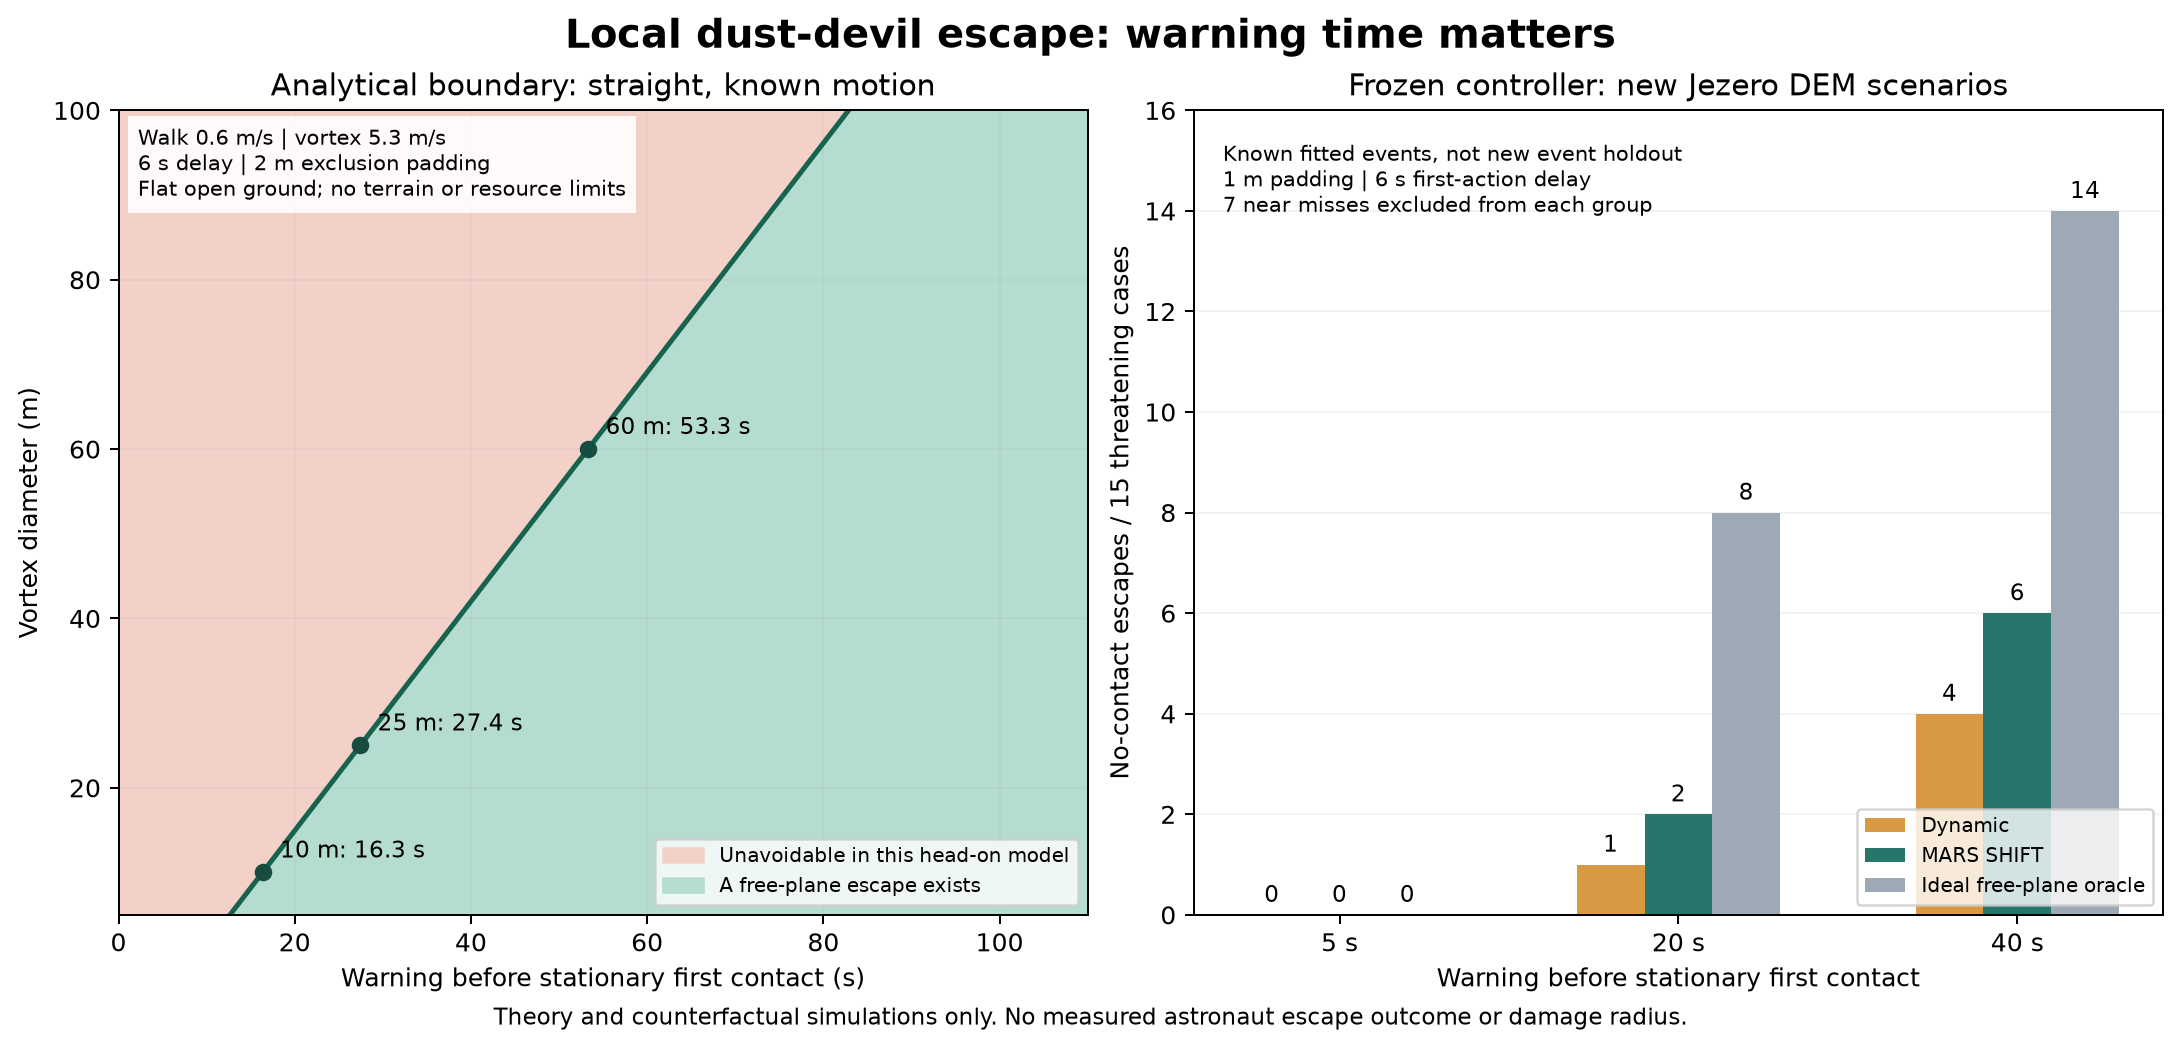 Local dust-devil escape: warning time matters
Analytical boundary: straight, known motion
Walk 0.6 m/s | vortex 5.3 m/s
6 s delay | 2 m exclusion padding
Flat open ground; no terrain or resource limits
100
80
60
40
20
Vortex diameter (m)
60 m: 53.3 s
25 m: 27.4 s
10 m: 16.3 s
Unavoidable in this head-on model
A free-plane escape exists
0
20
40
60
80
100
Warning before stationary first contact (s)
Frozen controller: new Jezero DEM scenarios
Known fitted events, not new event holdout
1 m padding | 6 s first-action delay
7 near misses excluded from each group
16
14
12
10
8
6
4
2
0
No-contact escapes / 15 threatening cases
0
0
0
1
2
8
4
6
14
Dynamic
MARS SHIFT
Ideal free-plane oracle
5 s
20 s
40 s
Warning before stationary first contact
Theory and counterfactual simulations only. No measured astronaut escape outcome or damage radius.